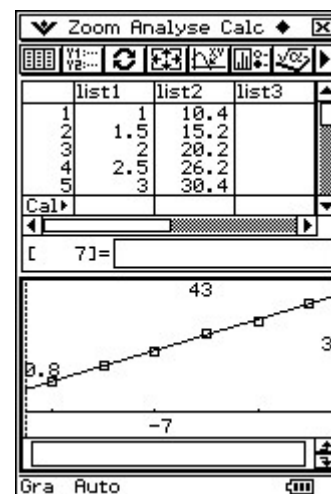 Zoom Analyse Calc
list1 list2 list3
1 1 10.4
2 1.5 15.2
3 2 20.2
4 2.5 26.2
5 3 30.4
Cal
[ 7]=
43
0.8 3
-7
Gra Auto